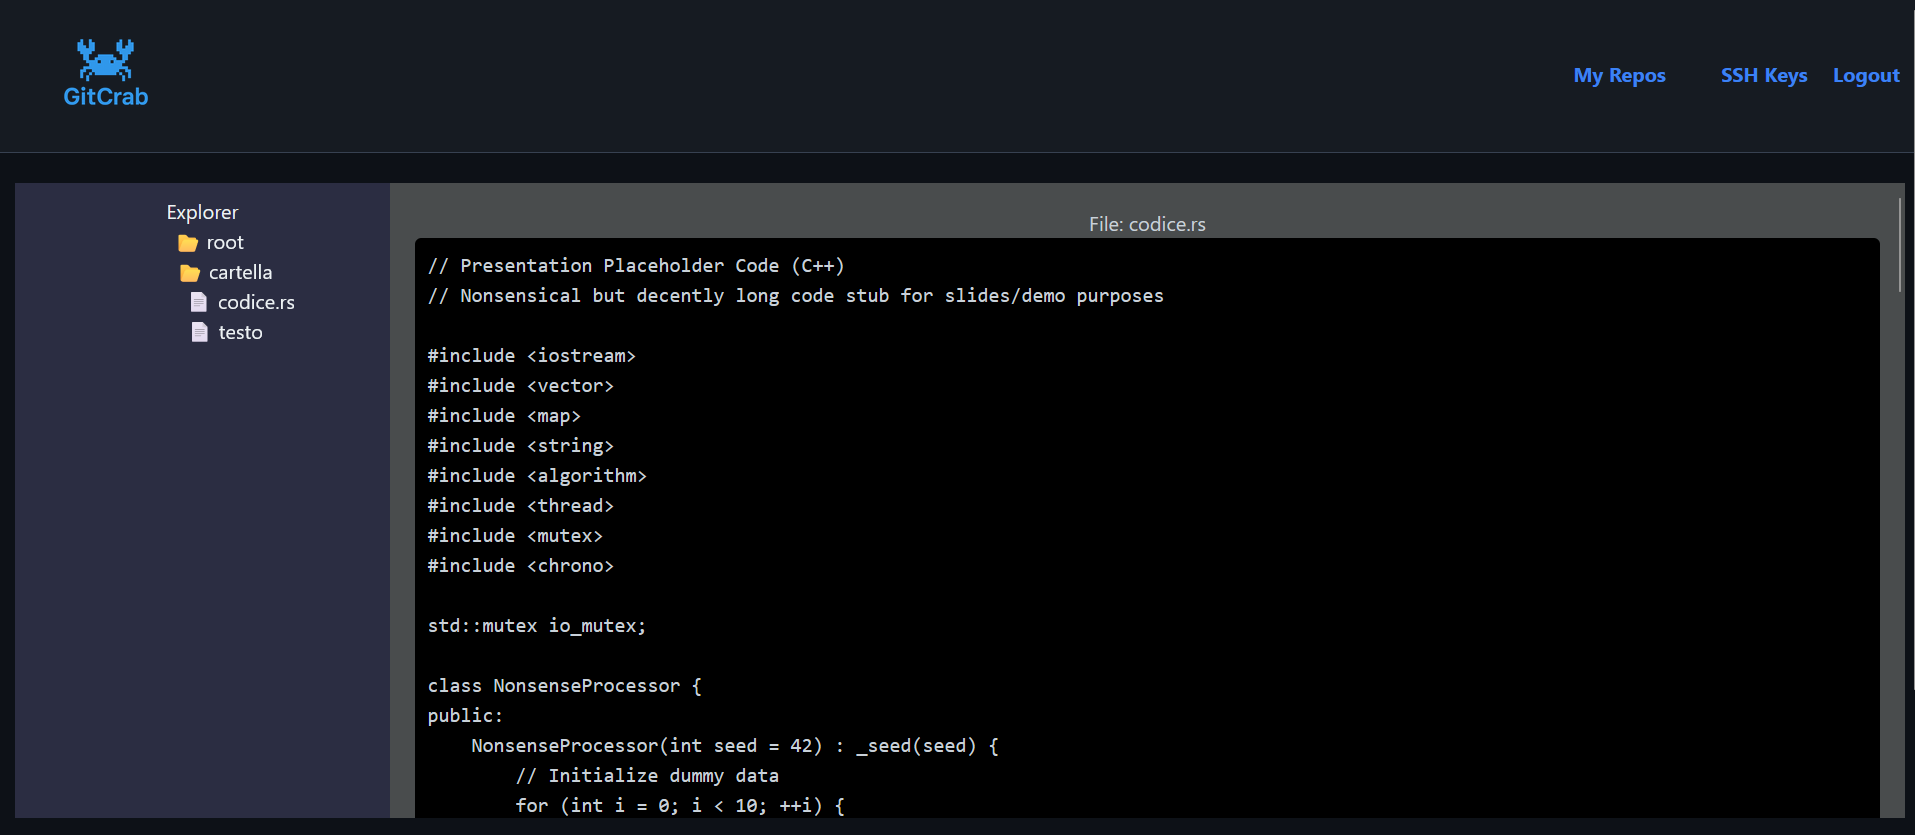 GitCrab
My Repos
SSH Keys
Logout
Explorer
root
cartella
codice.rs
testo
File: codice.rs
// Presentation Placeholder Code (C++)
// Nonsensical but decently long code stub for slides/demo purposes
#include <iostream>
#include <vector>
#include <map>
#include <string>
#include <algorithm>
#include <thread>
#include <mutex>
#include <chrono>
std::mutex io_mutex;
class NonsenseProcessor {
public:
    NonsenseProcessor(int seed = 42) : _seed(seed) {
        // Initialize dummy data
        for (int i = 0; i < 10; ++i) {